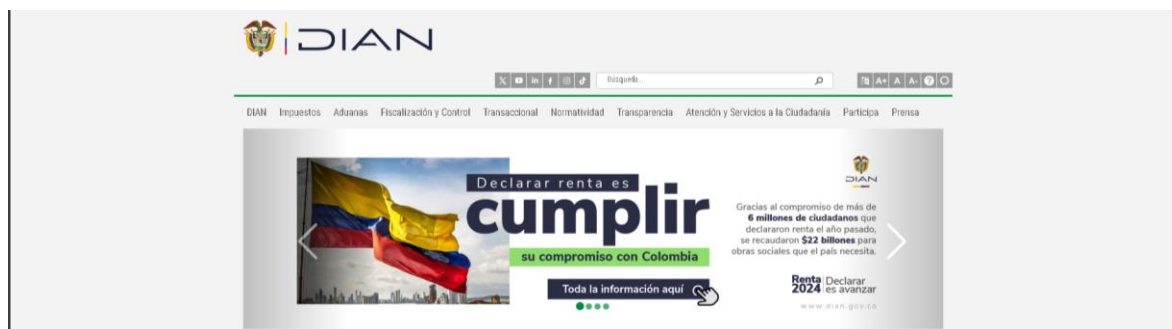 DIAN
Búsqueda...
A+ A A-
DIAN Impuestos Aduanas Fiscalización y Control Transaccional Normatividad Transparencia Atención y Servicios a la Ciudadanía Participa Prensa
Declarar renta es
cumplir
su compromiso con Colombia
Toda la información aquí
DIAN
Gracias al compromiso de más de
6 millones de ciudadanos que
declararon renta el año pasado,
se recaudaron $22 billones para
obras sociales que el país necesita.
Renta 2024
Declarar es avanzar
www.dian.gov.co